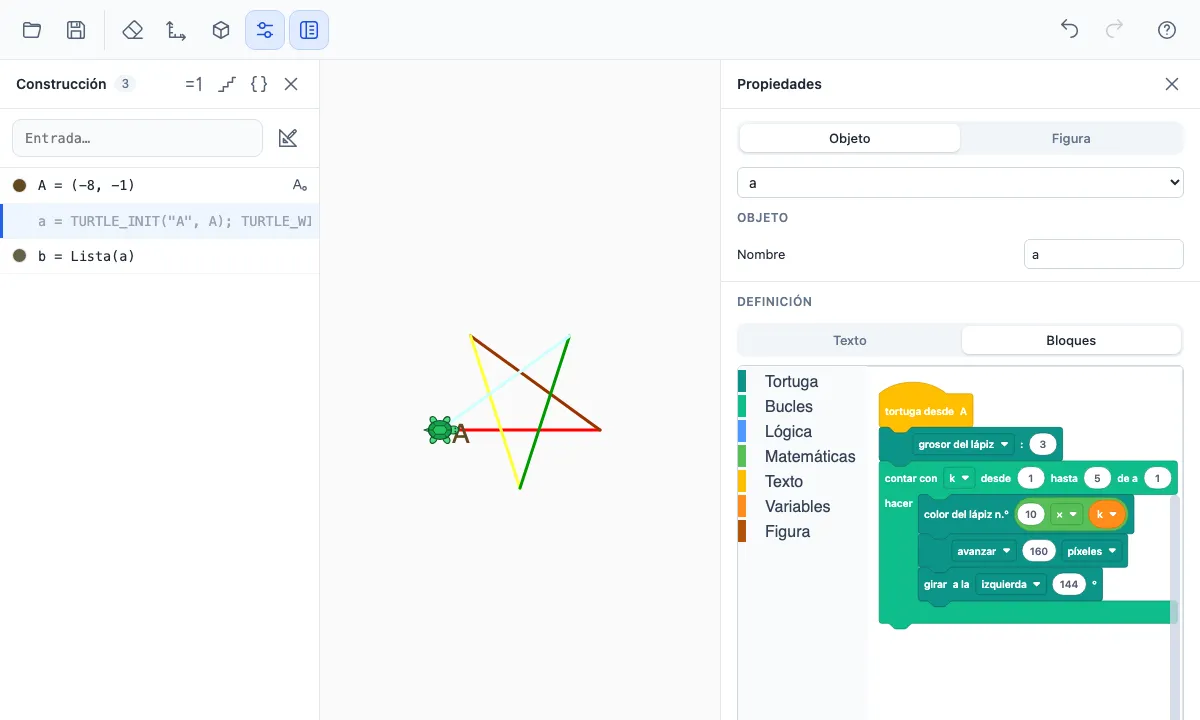 Construcción 3
=1
{}
Entrada…
A = (−8, −1)
a = TURTLE_INIT("A", A); TURTLE_WI
b = Lista(a)
A
Propiedades
Objeto
Figura
a
OBJETO
Nombre
a
DEFINICIÓN
Texto
Bloques
Tortuga
Bucles
Lógica
Matemáticas
Texto
Variables
Figura
tortuga desde A
grosor del lápiz : 3
contar con k desde 1 hasta 5 de a 1
hacer
color del lápiz n.° 10 × k
avanzar 160 píxeles
girar a la izquierda 144 °